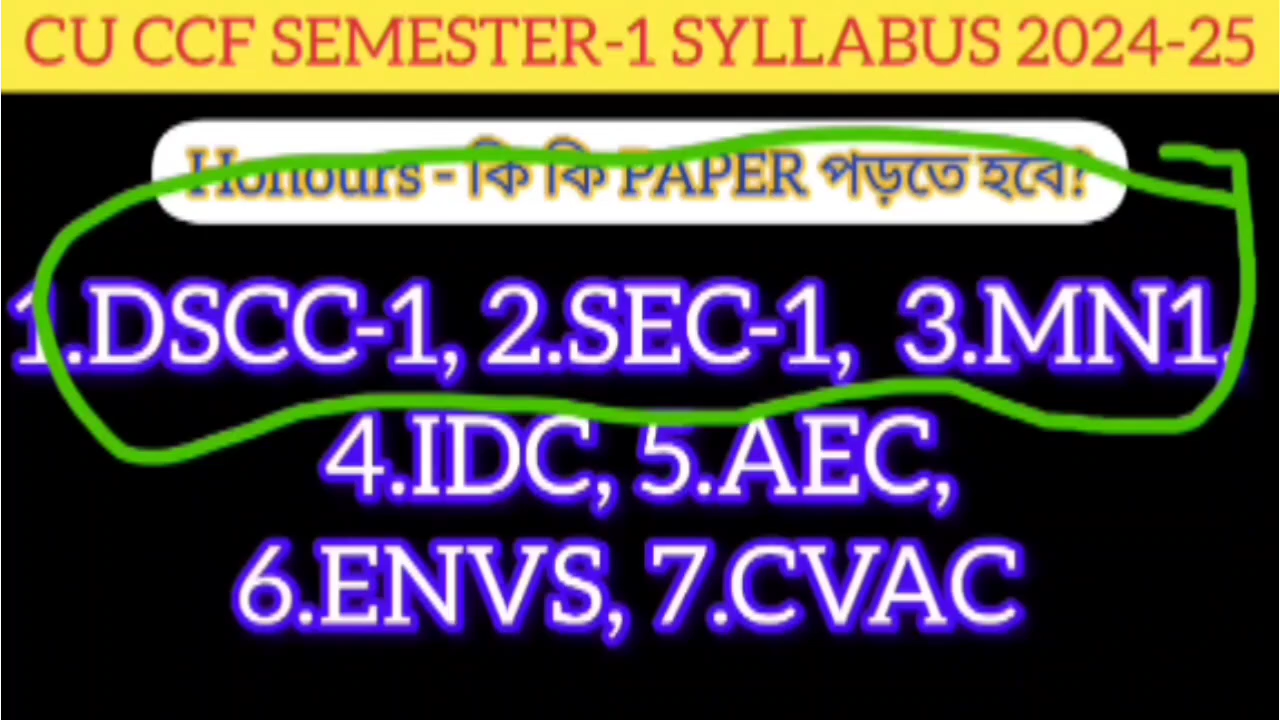 CU CCF SEMESTER-1 SYLLABUS 2024-25
Honours - কি কি PAPER পড়তে হবে?
1.DSCC-1, 2.SEC-1, 3.MN1,
4.IDC, 5.AEC,
6.ENVS, 7.CVAC